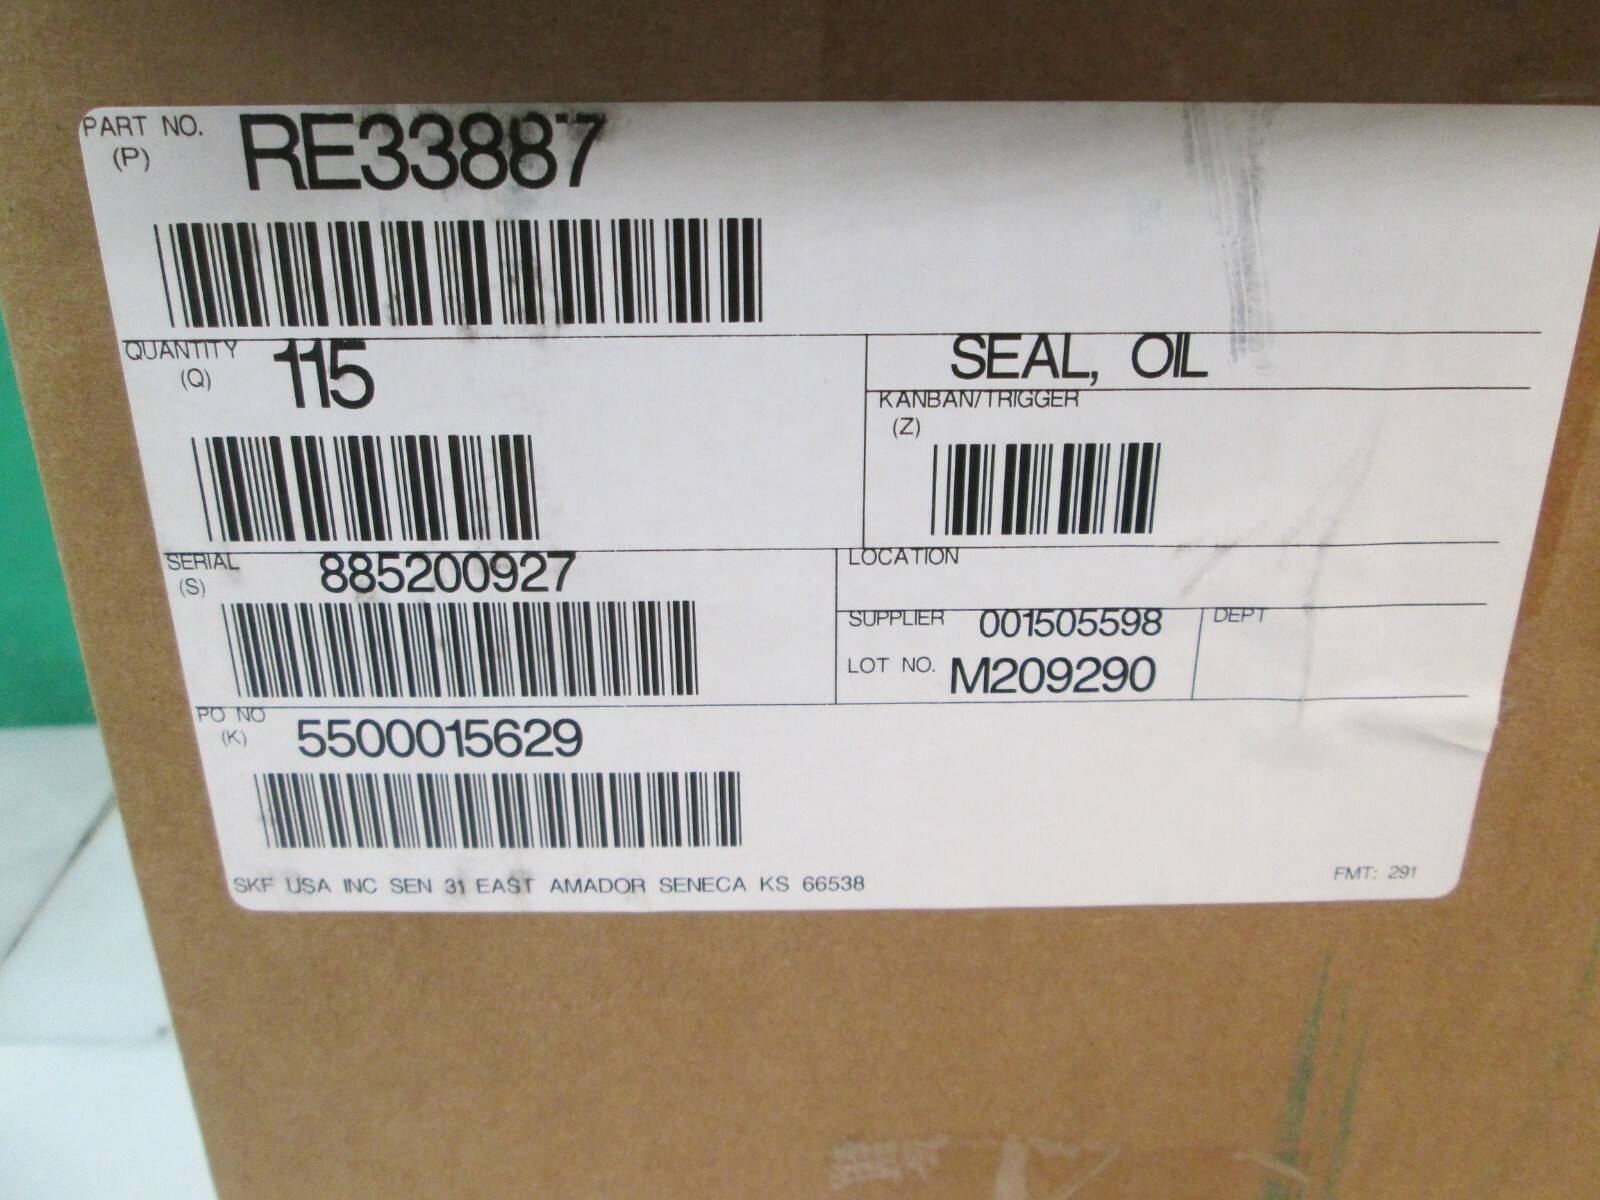 PART NO. RE33887
(P)
QUANTITY 115
(Q)
SEAL, OIL
KANBAN/TRIGGER
(Z)
SERIAL 885200927
(S)
LOCATION
SUPPLIER 001505598 DEPT
LOT NO. M209290
PO NO 5500015629
(K)
SKF USA INC SEN 31 EAST AMADOR SENECA KS 66538
FMT: 291